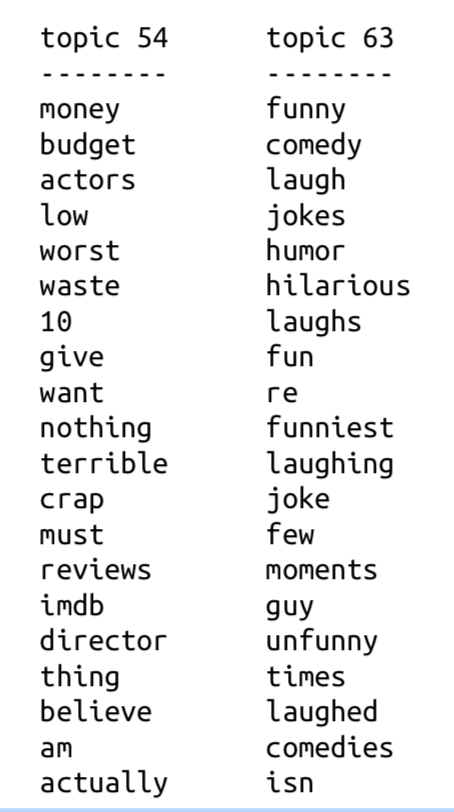 topic 54 topic 63
-------- --------
money funny
budget comedy
actors laugh
low jokes
worst humor
waste hilarious
10 laughs
give fun
want re
nothing funniest
terrible laughing
crap joke
must few
reviews moments
imdb guy
director unfunny
thing times
believe laughed
am comedies
actually isn